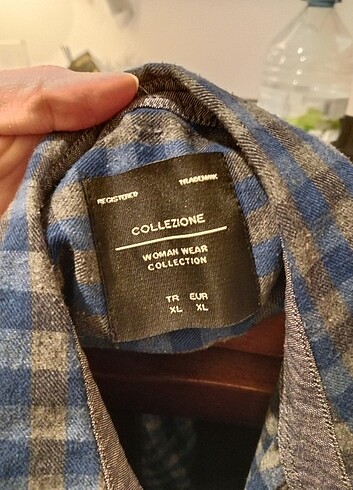 REGISTERED TRADEMARK
COLLEZIONE
WOMAN WEAR
COLLECTION
TR EUR
XL XL